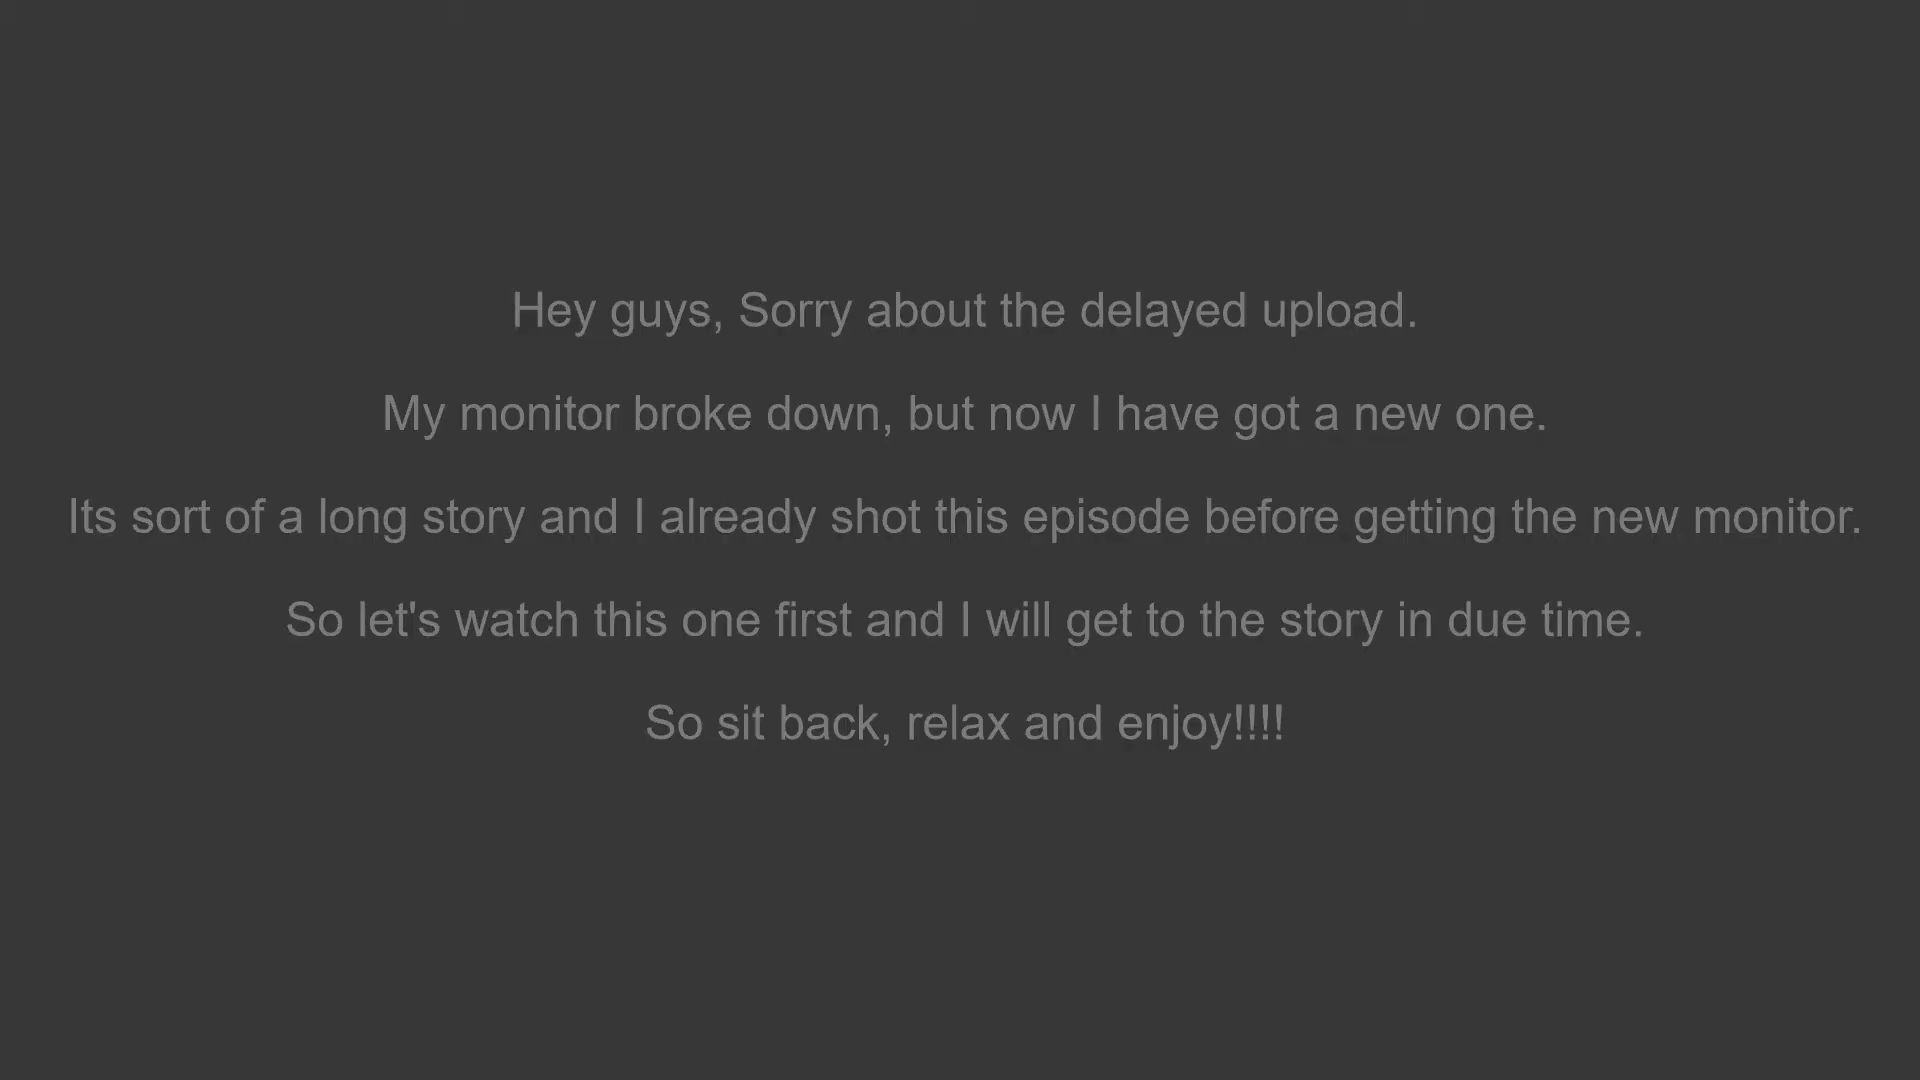 Hey guys, Sorry about the delayed upload.
My monitor broke down, but now I have got a new one.
Its sort of a long story and I already shot this episode before getting the new monitor.
So let's watch this one first and I will get to the story in due time.
So sit back, relax and enjoy!!!!